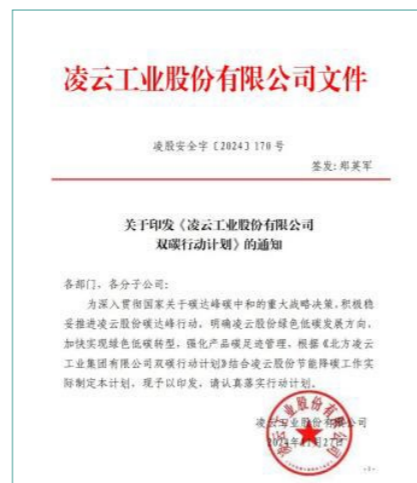 凌云工业股份有限公司文件
凌股安全字〔2024〕170号
签发：郑英军
关于印发《凌云工业股份有限公司
双碳行动计划》的通知
各部门、各分子公司：
为深入贯彻国家关于碳达峰碳中和的重大战略决策，积极稳
妥推进凌云股份碳达峰行动，明确凌云股份绿色低碳发展方向，
加快实现绿色低碳转型，强化产品碳足迹管理，根据《北方凌云
工业集团有限公司双碳行动计划》结合凌云股份节能降碳工作实
际制定本计划，现予以印发，请认真落实行动计划。
凌云工业股份有限公司
2024年 月27日